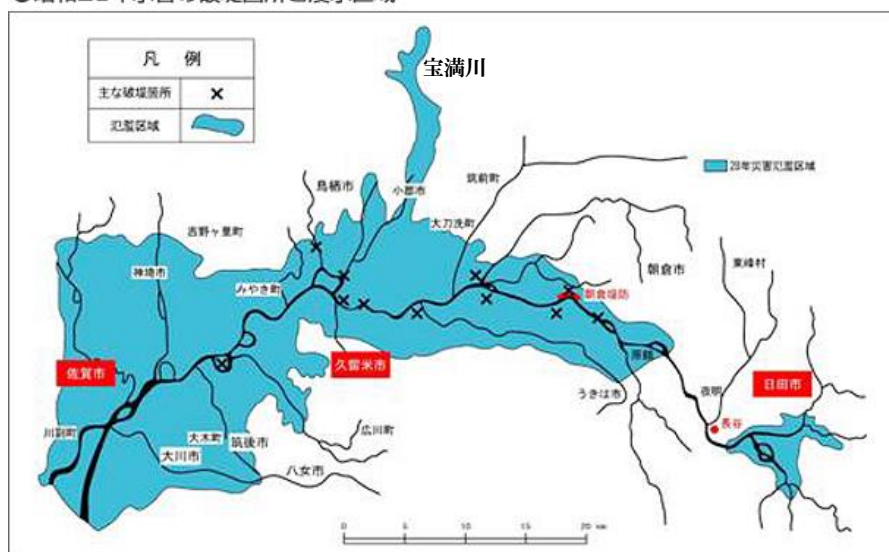 凡 例
主な破堤箇所
氾濫区域
宝満川
28年災害氾濫区域
鳥栖市
小郡市
筑前町
吉野ヶ里町
大刀洗町
神埼市
みやき町
朝倉市
東峰村
朝倉堤防
佐賀市
久留米市
原鶴
うきは市
夜明
日田市
長谷
川副町
大木町
筑後市
広川町
大川市
八女市
0 5 10 15 20 km